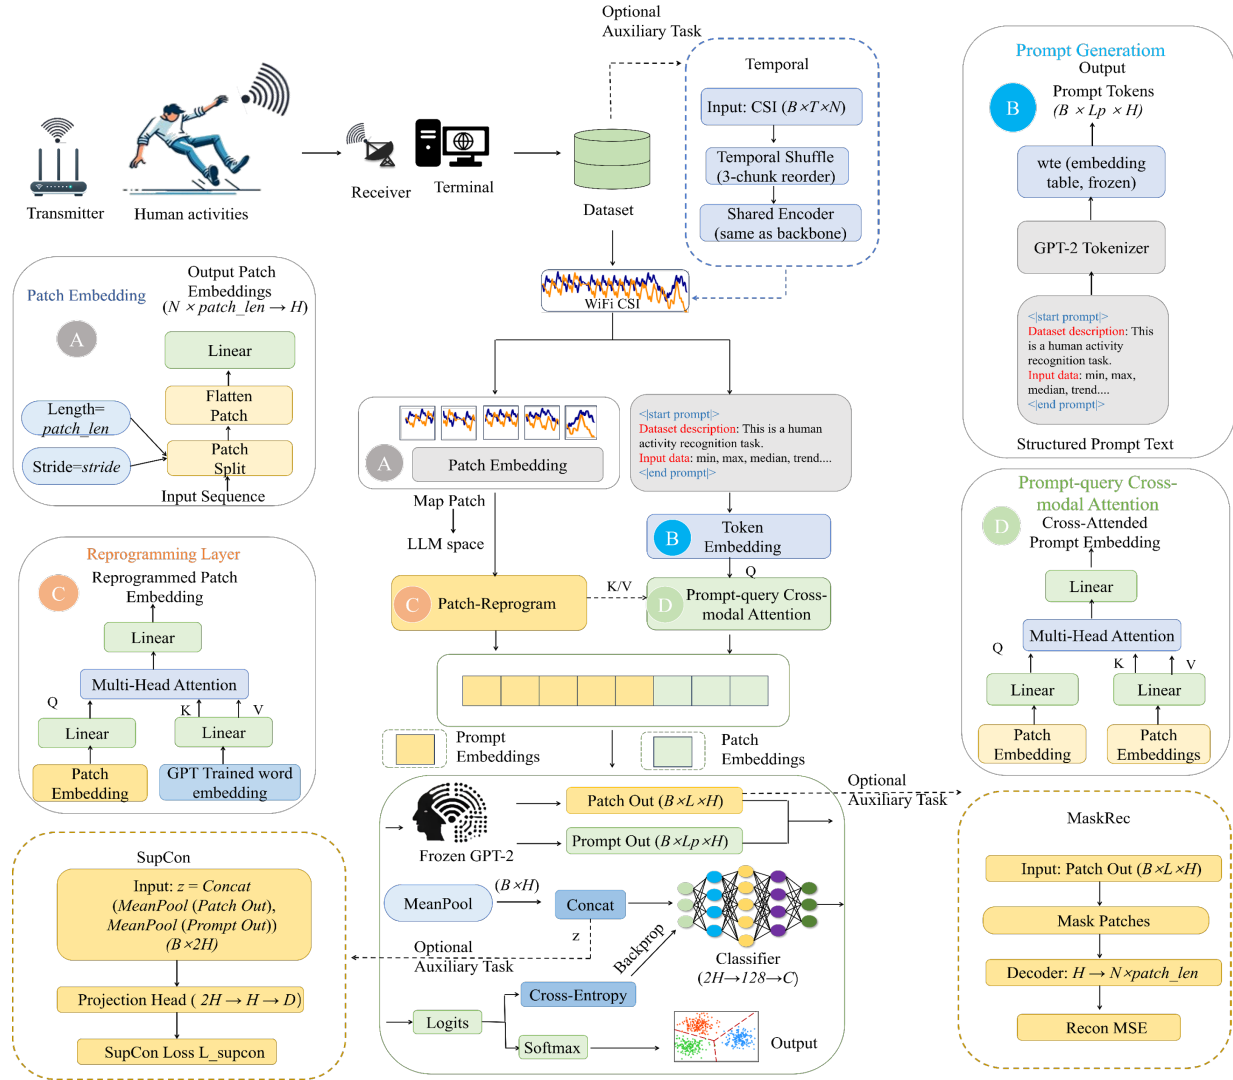 Optional
Auxiliary Task
Transmitter
Human activities
Receiver
Terminal
Dataset
Temporal
Input: CSI (B×T×N)
Temporal Shuffle
(3-chunk reorder)
Shared Encoder
(same as backbone)
Prompt Generatiom
Output
B
Prompt Tokens
(B × Lp × H)
wte (embedding
table, frozen)
GPT-2 Tokenizer
<|start prompt|>
Dataset description: This
is a human activity
recognition task.
Input data: min, max,
median, trend....
<|end prompt|>
Structured Prompt Text
Patch Embedding
A
Output Patch
Embeddings
(N × patch_len → H)
Linear
Flatten
Patch
Length=
patch_len
Stride=stride
Patch
Split
Input Sequence
WiFi CSI
A
Patch Embedding
<|start prompt|>
Dataset description: This is a human
activity recognition task.
Input data: min, max, median, trend....
<|end prompt|>
Map Patch
LLM space
B
Token
Embedding
Q
C
Patch-Reprogram
K/V
D
Prompt-query Cross-
modal Attention
Prompt
Embeddings
Patch
Embeddings
Reprogramming Layer
C
Reprogrammed Patch
Embedding
Linear
Multi-Head Attention
Q
K
V
Linear
Linear
Patch
Embedding
GPT Trained word
embedding
Prompt-query Cross-
modal Attention
D
Cross-Attended
Prompt Embedding
Linear
Multi-Head Attention
Q
K
V
Linear
Linear
Patch
Embedding
Patch
Embeddings
Frozen GPT-2
Patch Out (B×L×H)
Prompt Out (B×Lp×H)
Optional
Auxiliary Task
MeanPool
(B×H)
Concat
z
Optional
Auxiliary Task
Backprop
Classifier
(2H→128→C)
Logits
Cross-Entropy
Softmax
Output
SupCon
Input: z = Concat
(MeanPool (Patch Out),
MeanPool (Prompt Out))
(B×2H)
Projection Head ( 2H → H → D)
SupCon Loss L_supcon
MaskRec
Input: Patch Out (B×L×H)
Mask Patches
Decoder: H → N×patch_len
Recon MSE